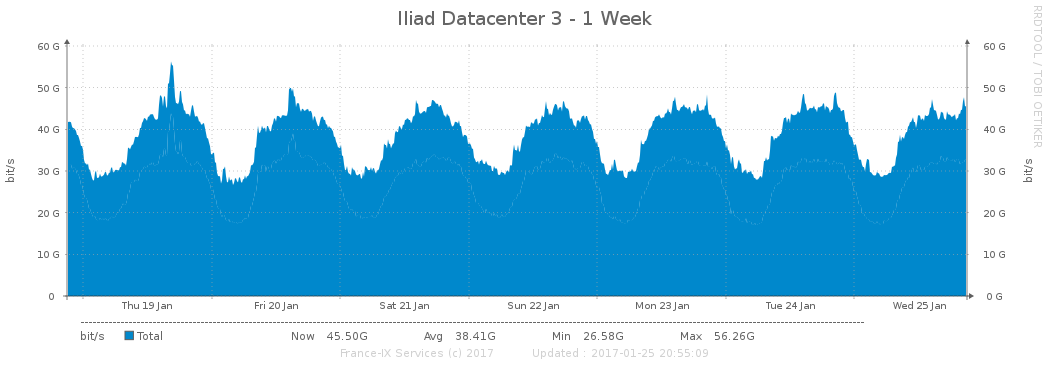 Iliad Datacenter 3 - 1 Week
RRDTOOL / TOBI OETIKER
60 G 60 G
50 G 50 G
40 G 40 G
30 G 30 G
20 G 20 G
10 G 10 G
0 0 G
bit/s bit/s
Thu 19 Jan Fri 20 Jan Sat 21 Jan Sun 22 Jan Mon 23 Jan Tue 24 Jan Wed 25 Jan
bit/s Total Now 45.50G Avg 38.41G Min 26.58G Max 56.26G
France-IX Services (c) 2017 Updated : 2017-01-25 20:55:09